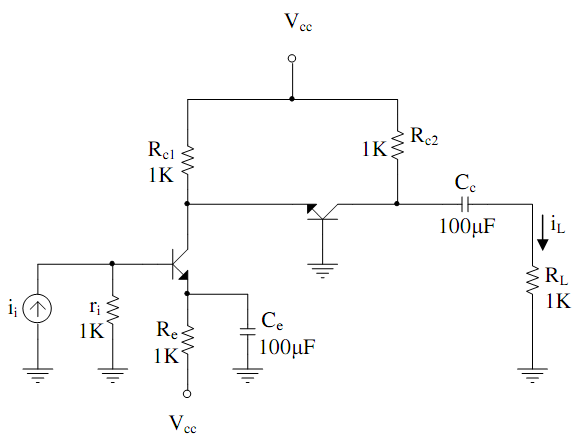 Vcc
Rc1
1K
1K
Rc2
Cc
100μF
iL
RL
1K
ii
ri
1K
Re
1K
Ce
100μF
Vcc